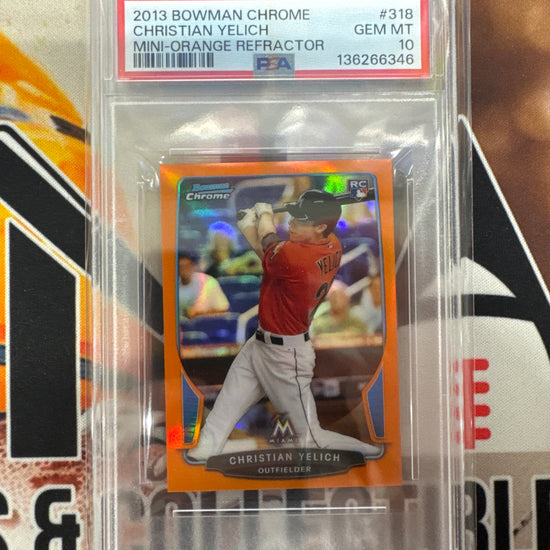 2013 BOWMAN CHROME #318
CHRISTIAN YELICH GEM MT
MINI-ORANGE REFRACTOR 10
PSA 136266346
Bowman
Chrome
RC
YELICH
MIAMI
CHRISTIAN YELICH
OUTFIELDER
S &